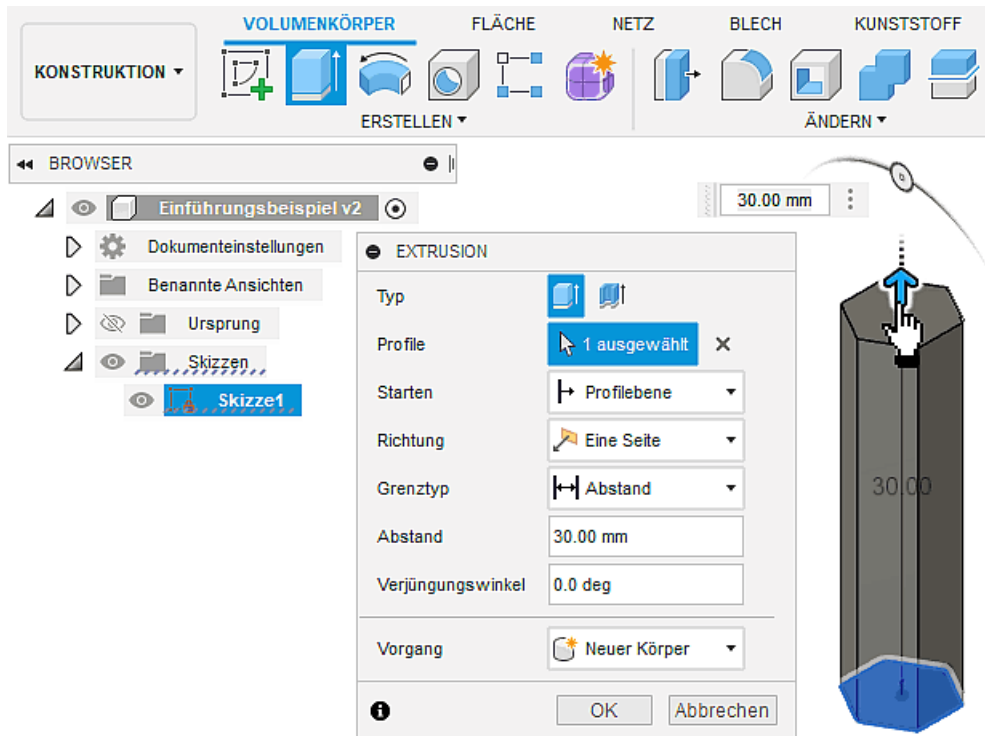 VOLUMENKÖRPER FLÄCHE NETZ BLECH KUNSTSTOFF
KONSTRUKTION
ERSTELLEN ÄNDERN
BROWSER
Einführungsbeispiel v2
30.00 mm
Dokumenteinstellungen
Benannte Ansichten
Ursprung
Skizzen
Skizze1
EXTRUSION
Typ
Profile 1 ausgewählt
Starten Profilebene
Richtung Eine Seite
Grenztyp Abstand
Abstand 30.00 mm
Verjüngungswinkel 0.0 deg
Vorgang Neuer Körper
OK Abbrechen
30.00